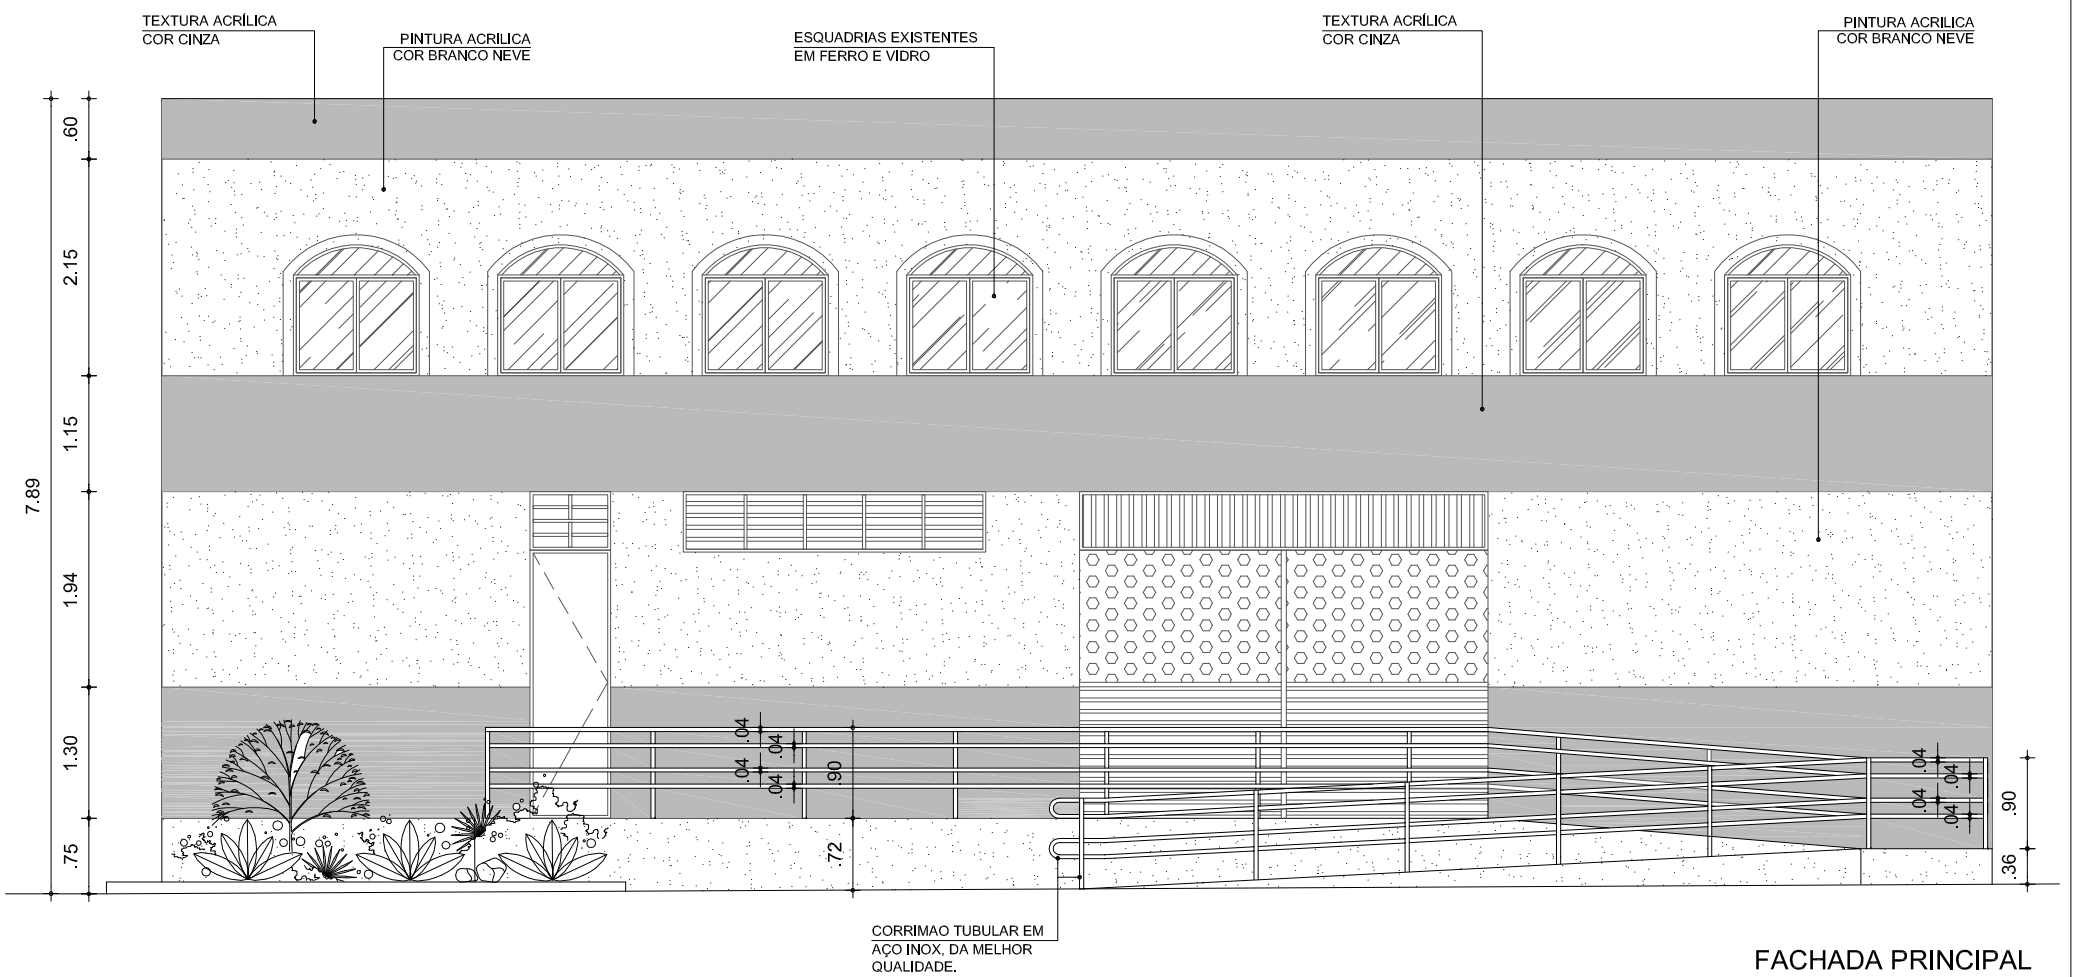 TEXTURA ACRÍLICA
COR CINZA
PINTURA ACRILICA
COR BRANCO NEVE
ESQUADRIAS EXISTENTES
EM FERRO E VIDRO
TEXTURA ACRÍLICA
COR CINZA
PINTURA ACRILICA
COR BRANCO NEVE
7.89
.60
2.15
1.15
1.94
1.30
.75
.04
.04
.04
.04
.90
.72
.04
.04
.04
.04
.90
.36
CORRIMAO TUBULAR EM
AÇO INOX, DA MELHOR
QUALIDADE.
FACHADA PRINCIPAL